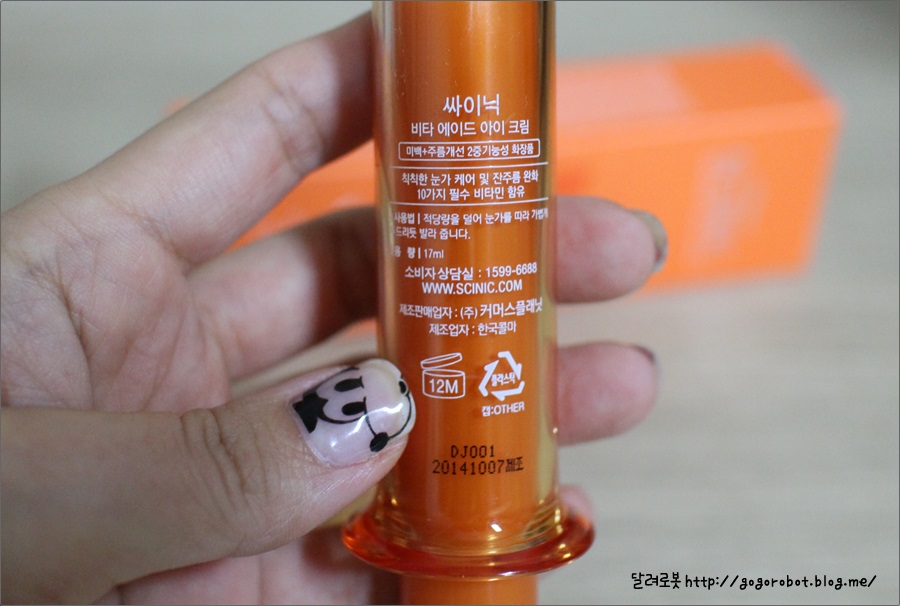 싸이닉
비타 에이드 아이 크림
미백+주름개선 2중기능성 화장품
칙칙한 눈가 케어 및 잔주름 완화
10가지 필수 비타민 함유
사용법 | 적당량을 덜어 눈가를 따라 가볍게
드리듯 발라 줍니다.
용 량 | 17ml
소비자상담실 : 1599-6688
WWW.SCINIC.COM
제조판매업자 : (주) 커머스플래닛
제조업자 : 한국콜마
12M
플라스틱
캡:OTHER
DJ001
20141007제조
달려로봇 http://gogorobot.blog.me/